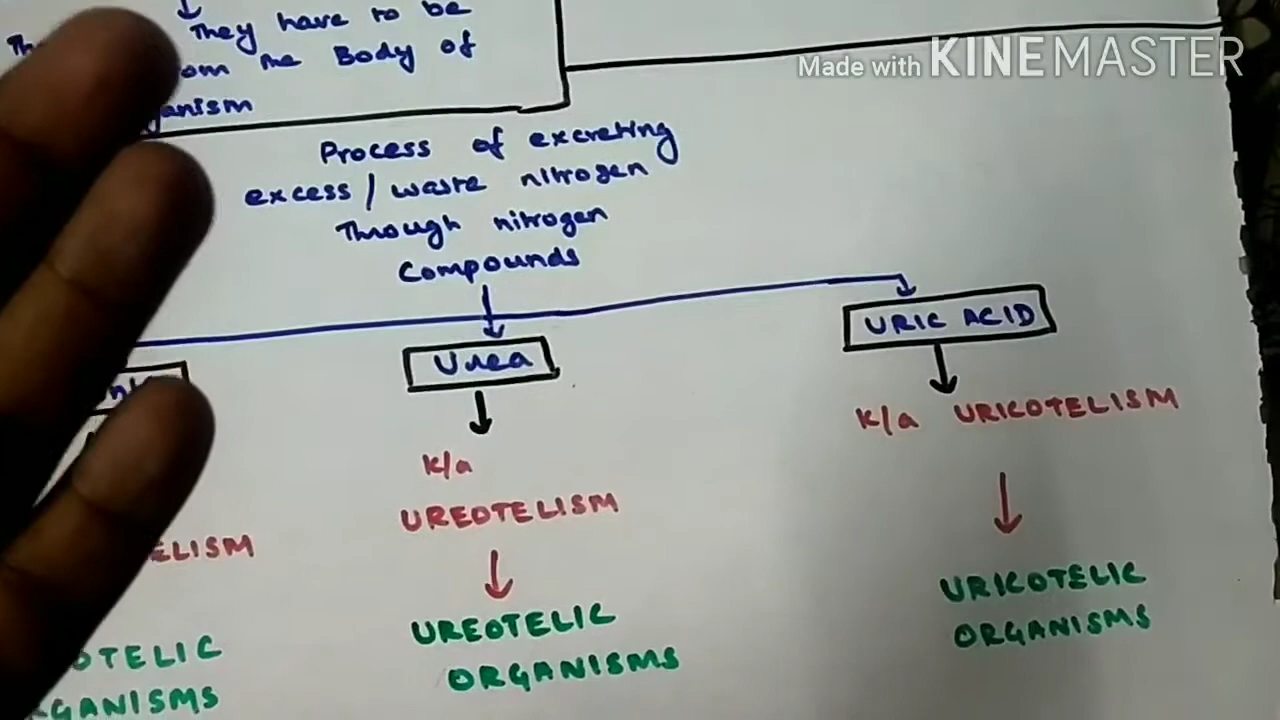 They have to be
the Body of
Made with KINEMASTER
Process of excreting
excess / waste nitrogen
Through nitrogen
Compounds
Urea
URIC ACID
K/a
UREOTELISM
K/a URICOTELISM
ELISM
UREOTELIC
ORGANISMS
URICOTELIC
ORGANISMS
OTELIC
GANISMS